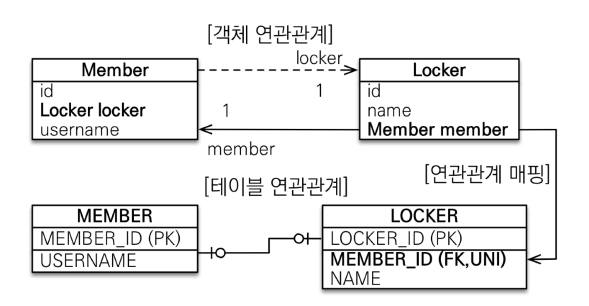 [객체 연관관계]
locker
Member
Locker
id
Locker locker
username
1
id
name
Member member
1
member
[연관관계 매핑]
[테이블 연관관계]
MEMBER
MEMBER_ID (PK)
USERNAME
LOCKER
LOCKER_ID (PK)
MEMBER_ID (FK,UNI)
NAME